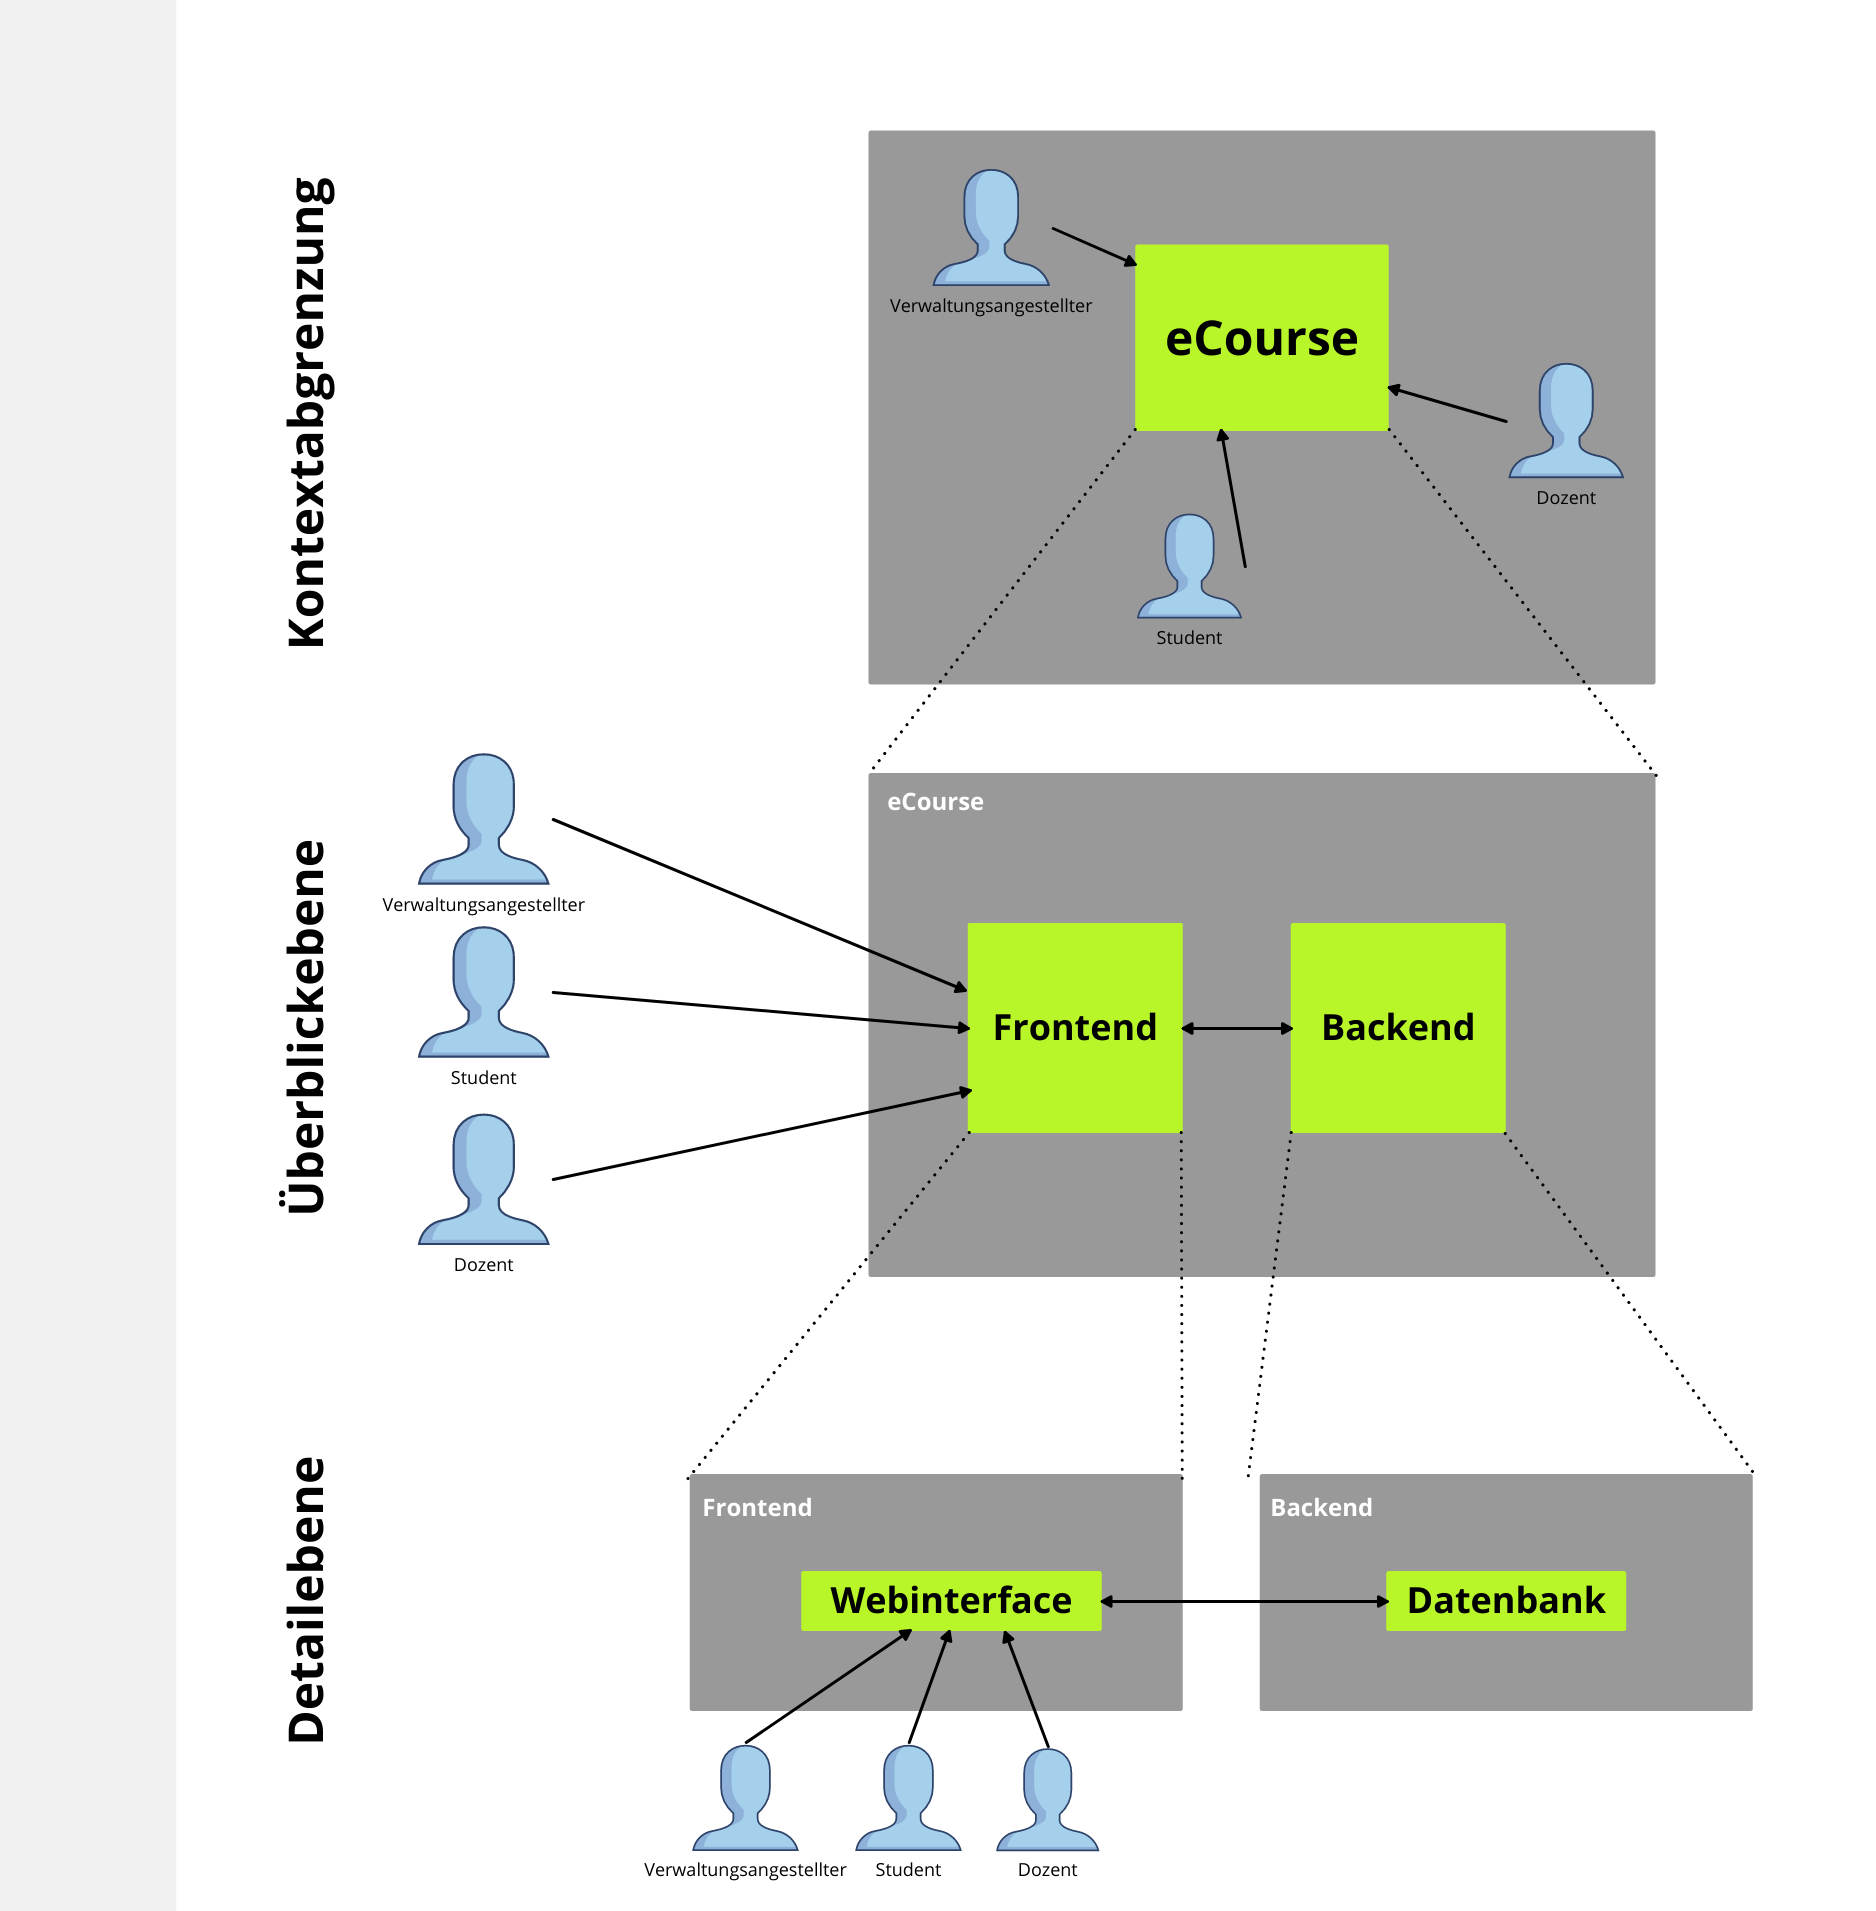 Kontextabgrenzung
Verwaltungsangestellter
eCourse
Dozent
Student
Überblickebene
Verwaltungsangestellter
Student
Dozent
eCourse
Frontend
Backend
Detailebene
Frontend
Backend
Webinterface
Datenbank
Verwaltungsangestellter
Student
Dozent